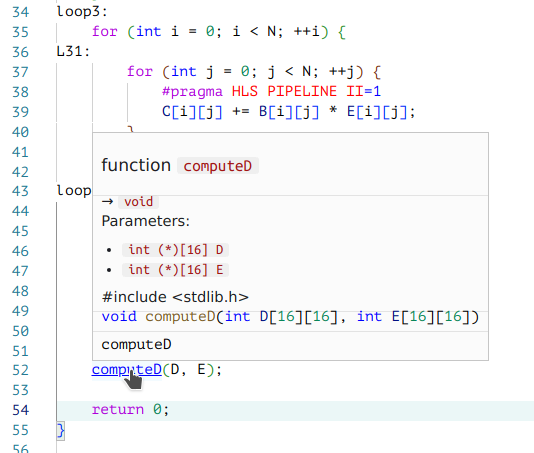 34 loop3:
35 for (int i = 0; i < N; ++i) {
36 L31:
37 for (int j = 0; j < N; ++j) {
38 #pragma HLS PIPELINE II=1
39 C[i][j] += B[i][j] * E[i][j];
40 }
41
42
43 loop
44
45
46
47
48
49
50
51
function computeD
→ void
Parameters:
• int (*)[16] D
• int (*)[16] E
#include <stdlib.h>
void computeD(int D[16][16], int E[16][16])
computeD
52 computeD(D, E);
53
54 return 0;
55 }
56